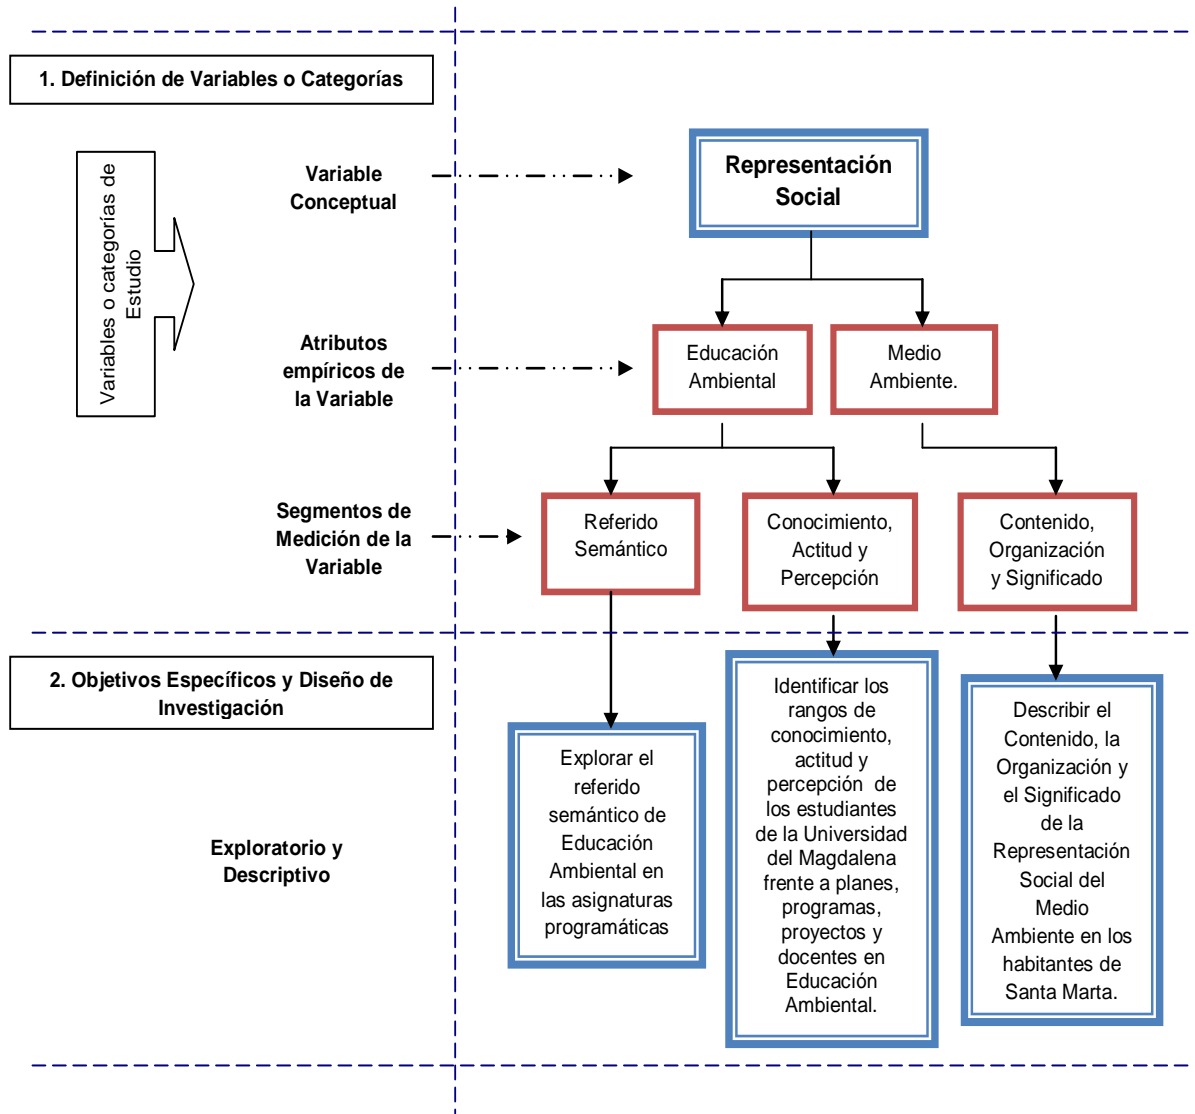 1. Definición de Variables o Categorías
Variables o categorías de
Estudio
Variable
Conceptual
Representación
Social
Atributos
empíricos de
la Variable
Educación
Ambiental
Medio
Ambiente.
Segmentos de
Medición de la
Variable
Referido
Semántico
Conocimiento,
Actitud y
Percepción
Contenido,
Organización
y Significado
2. Objetivos Específicos y Diseño de
Investigación
Exploratorio y
Descriptivo
Explorar el
referido
semántico de
Educación
Ambiental en
las asignaturas
programáticas
Identificar los
rangos de
conocimiento,
actitud y
percepción de
los estudiantes
de la Universidad
del Magdalena
frente a planes,
programas,
proyectos y
docentes en
Educación
Ambiental.
Describir el
Contenido, la
Organización y
el Significado
de la
Representación
Social del
Medio
Ambiente en los
habitantes de
Santa Marta.